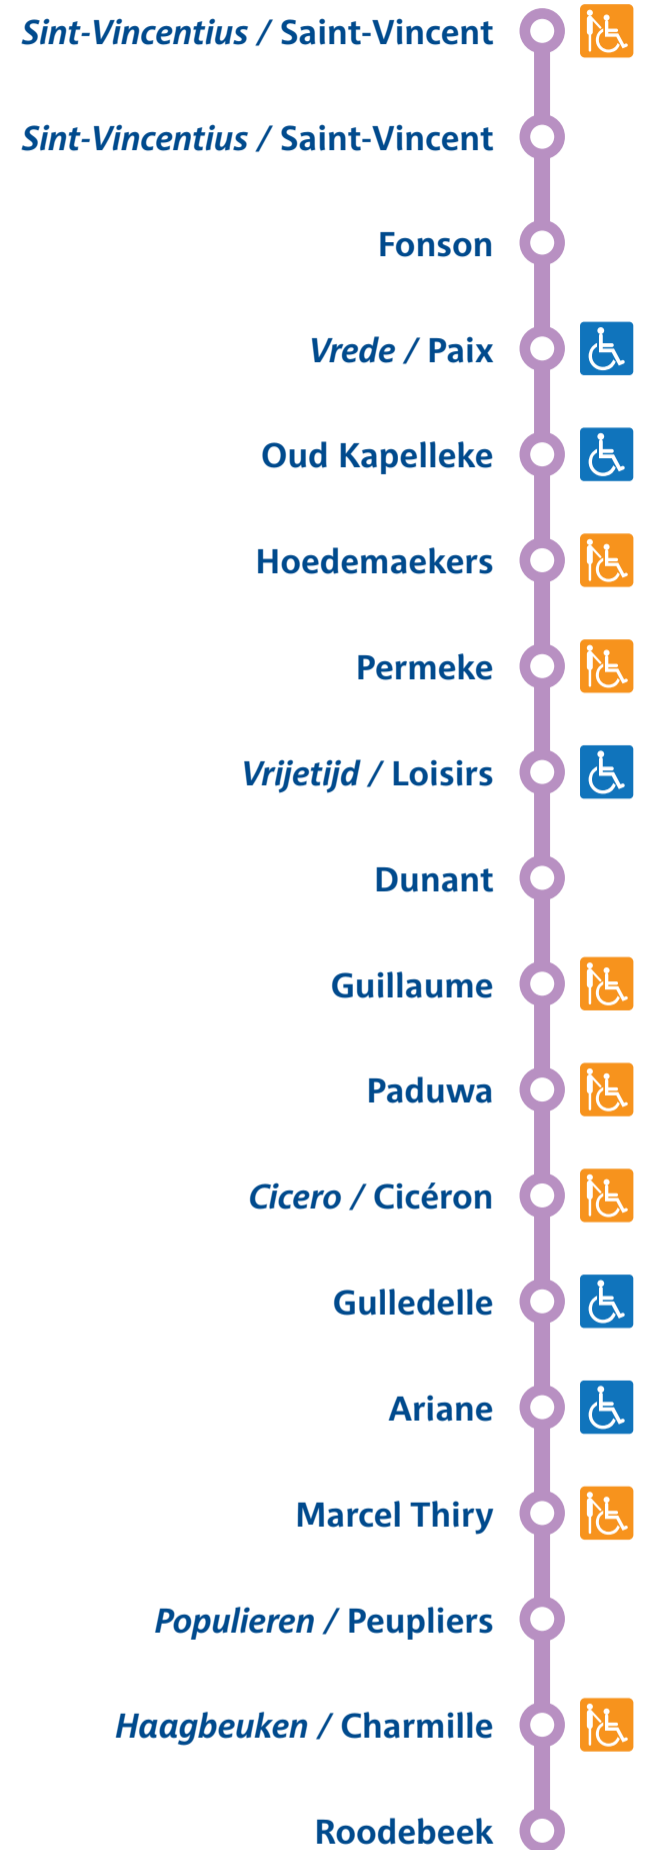 Sint-Vincentius / Saint-Vincent
Sint-Vincentius / Saint-Vincent
Fonson
Vrede / Paix
Oud Kapelleke
Hoedemaekers
Permeke
Vrijetijd / Loisirs
Dunant
Guillaume
Paduwa
Cicero / Cicéron
Gulledelle
Ariane
Marcel Thiry
Populieren / Peupliers
Haagbeuken / Charmille
Roodebeek